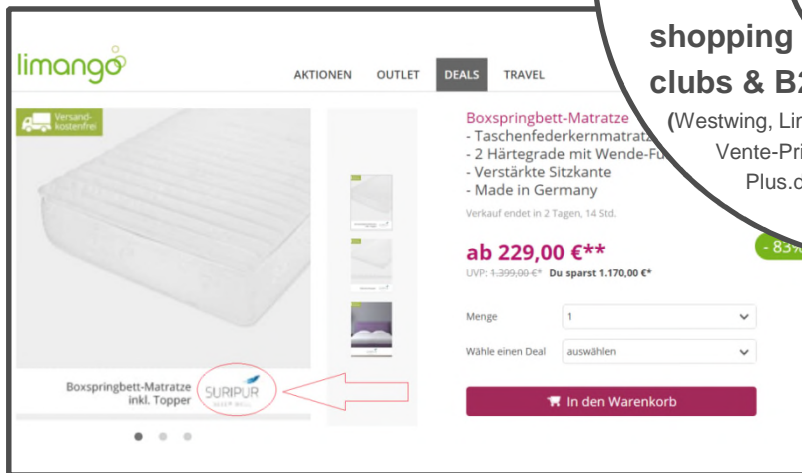 shopping
clubs & B2
(Westwing, Lin
Vente-Pri
Plus.c
limango
AKTIONEN OUTLET DEALS TRAVEL
Versand-
kostenfrei
Boxspringbett-Matratze
- Taschenfederkernmatratz
- 2 Härtegrade mit Wende-Fu
- Verstärkte Sitzkante
- Made in Germany
Verkauf endet in 2 Tagen, 14 Std.
ab 229,00 €**
- 83%
UVP: 1.399,00 €* Du sparst 1.170,00 €*
Menge 1
Wähle einen Deal auswählen
In den Warenkorb
Boxspringbett-Matratze
inkl. Topper
SURIPUR